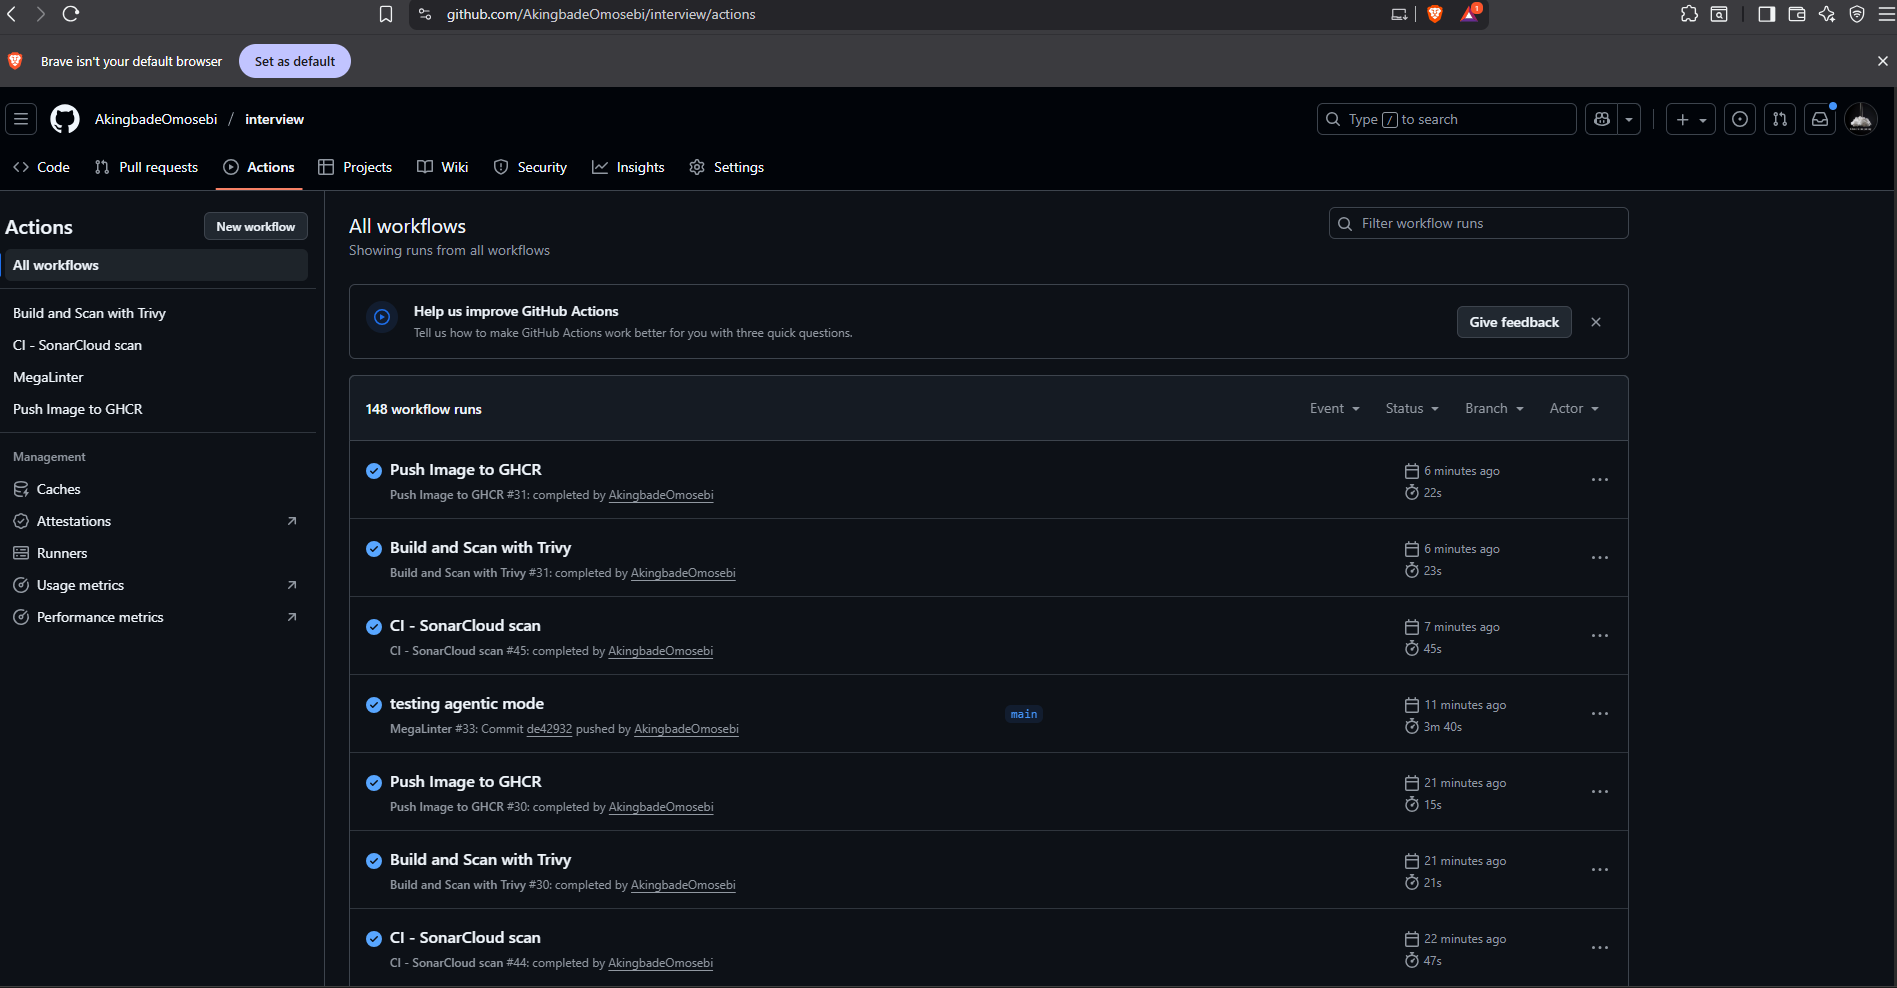 github.com/AkingbadeOmosebi/interview/actions
1
Brave isn't your default browser
Set as default
AkingbadeOmosebi / interview
Type / to search
Code
Pull requests
Actions
Projects
Wiki
Security
Insights
Settings
Actions
New workflow
All workflows
Build and Scan with Trivy
CI - SonarCloud scan
MegaLinter
Push Image to GHCR
Management
Caches
Attestations
Runners
Usage metrics
Performance metrics
All workflows
Showing runs from all workflows
Filter workflow runs
Help us improve GitHub Actions
Tell us how to make GitHub Actions work better for you with three quick questions.
Give feedback
148 workflow runs
Event
Status
Branch
Actor
Push Image to GHCR
Push Image to GHCR #31: completed by AkingbadeOmosebi
6 minutes ago
22s
Build and Scan with Trivy
Build and Scan with Trivy #31: completed by AkingbadeOmosebi
6 minutes ago
23s
CI - SonarCloud scan
CI - SonarCloud scan #45: completed by AkingbadeOmosebi
7 minutes ago
45s
testing agentic mode
MegaLinter #33: Commit de42932 pushed by AkingbadeOmosebi
main
11 minutes ago
3m 40s
Push Image to GHCR
Push Image to GHCR #30: completed by AkingbadeOmosebi
21 minutes ago
15s
Build and Scan with Trivy
Build and Scan with Trivy #30: completed by AkingbadeOmosebi
21 minutes ago
21s
CI - SonarCloud scan
CI - SonarCloud scan #44: completed by AkingbadeOmosebi
22 minutes ago
47s